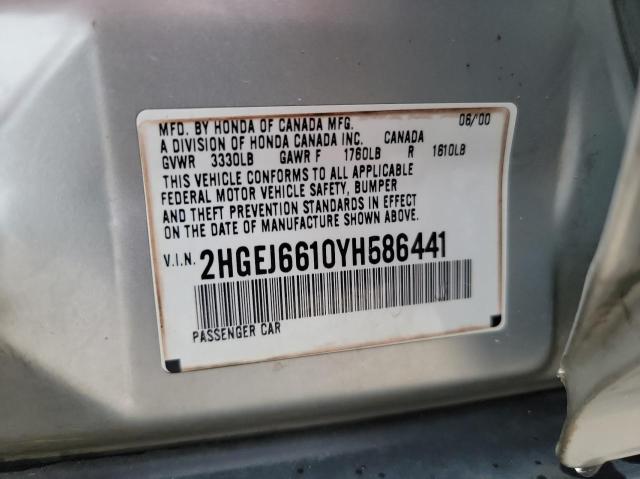 MFD. BY HONDA OF CANADA MFG. 06/00
A DIVISION OF HONDA CANADA INC. CANADA
GVWR 3330LB GAWR F 1760LB R 1610LB
THIS VEHICLE CONFORMS TO ALL APPLICABLE
FEDERAL MOTOR VEHICLE SAFETY, BUMPER
AND THEFT PREVENTION STANDARDS IN EFFECT
ON THE DATE OF MANUFACTURE SHOWN ABOVE.
V.I.N. 2HGEJ6610YH586441
PASSENGER CAR